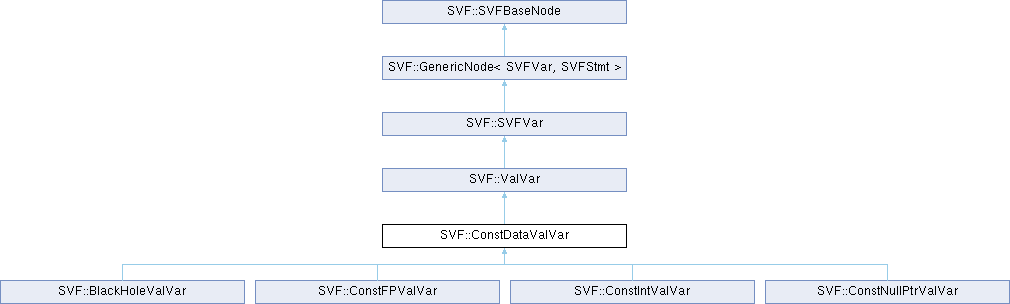 SVF::SVFBaseNode
SVF::GenericNode< SVFVar, SVFStmt >
SVF::SVFVar
SVF::ValVar
SVF::ConstDataValVar
SVF::BlackHoleValVar
SVF::ConstFPValVar
SVF::ConstIntValVar
SVF::ConstNullPtrValVar